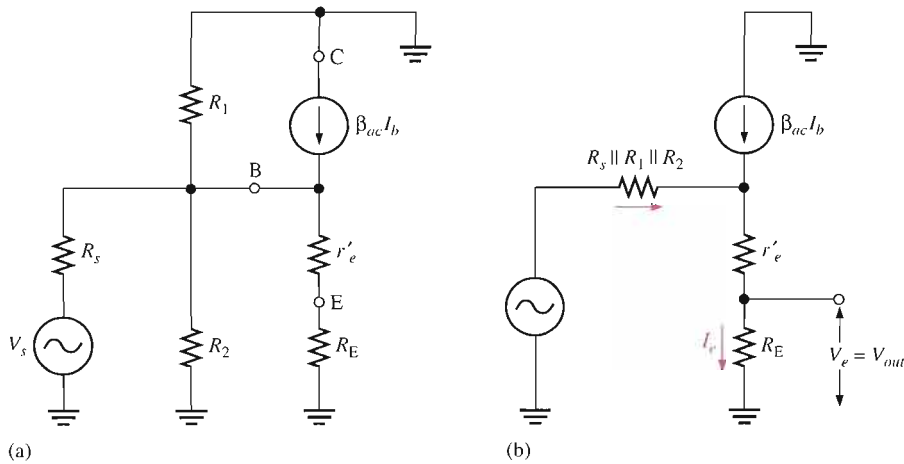 C
R1
βacIb
B
Rs
r′e
E
Vs
R2
RE
(a)
βacIb
Rs || R1 || R2
r′e
Ie
RE
Ve = Vout
(b)